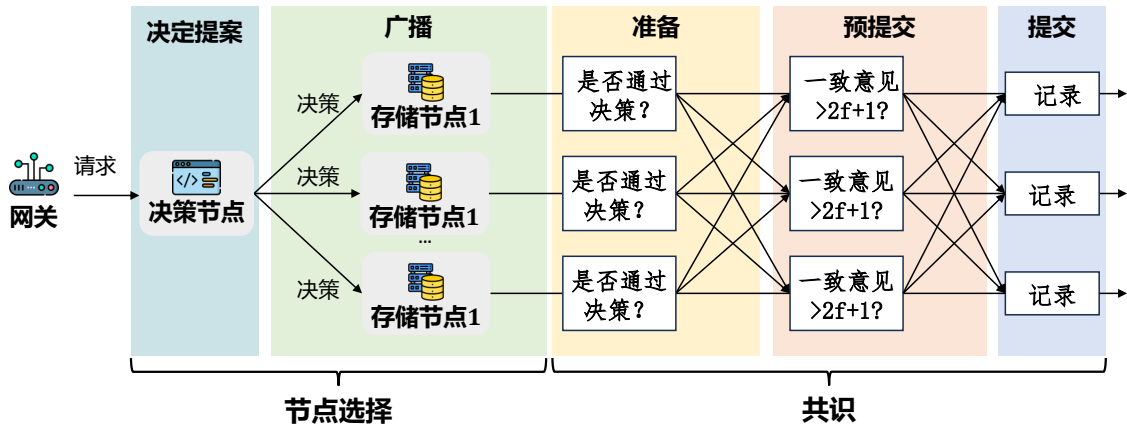 决定提案
广播
准备
预提交
提交
网关
请求
</>
决策节点
决策
存储节点1
决策
存储节点1
...
决策
存储节点1
是否通过
决策?
是否通过
决策?
是否通过
决策?
一致意见
>2f+1?
一致意见
>2f+1?
一致意见
>2f+1?
记录
记录
记录
节点选择
共识